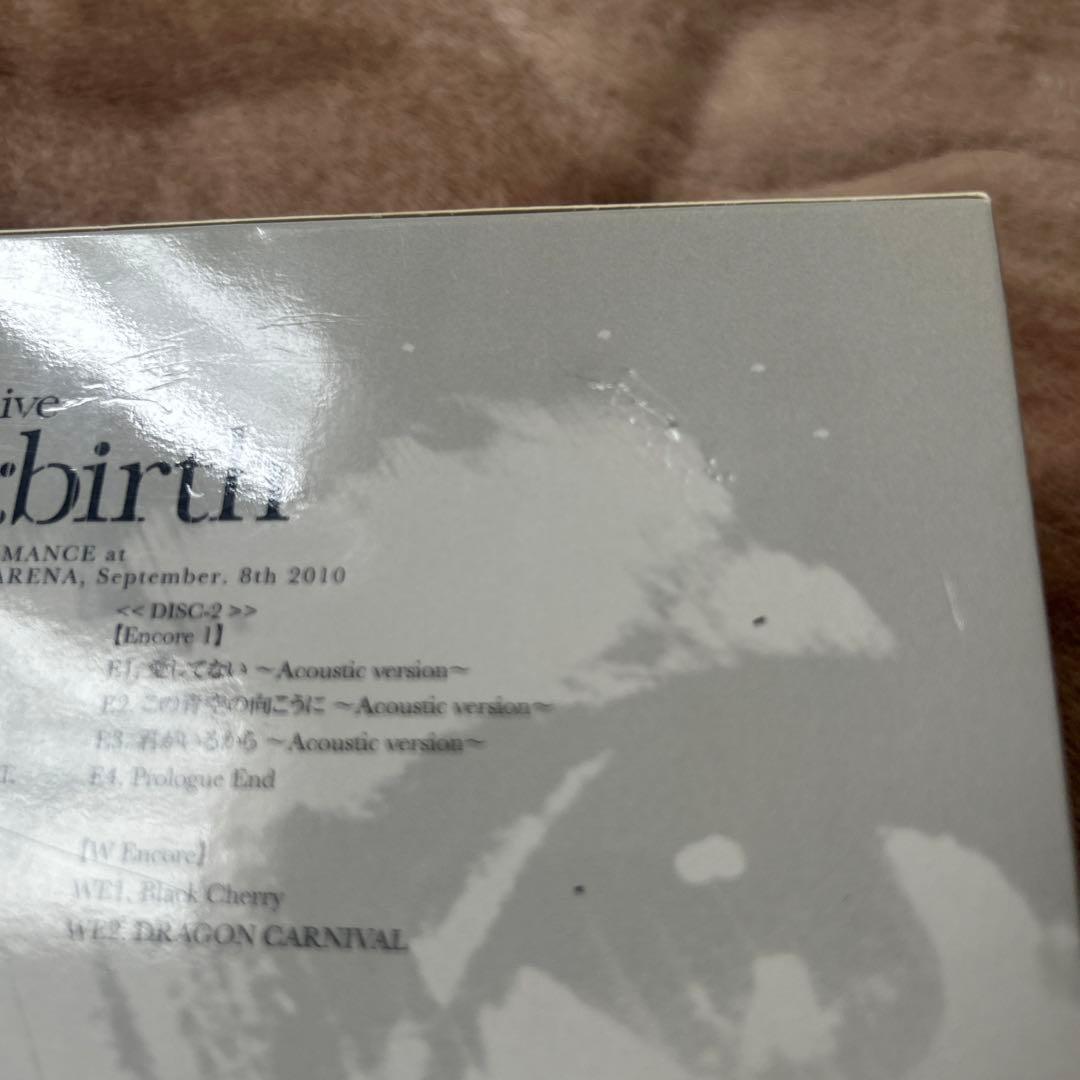 ive
:birth
MANCE at
ARENA, September. 8th 2010
<< DISC-2 >>
【Encore 1】
E1. 愛してない 〜Acoustic version〜
E2. この青空の向こうに 〜Acoustic version〜
E3. 君がいるから 〜Acoustic version〜
T. E4. Prologue End
【W Encore】
WE1. Black Cherry
WE2. DRAGON CARNIVAL